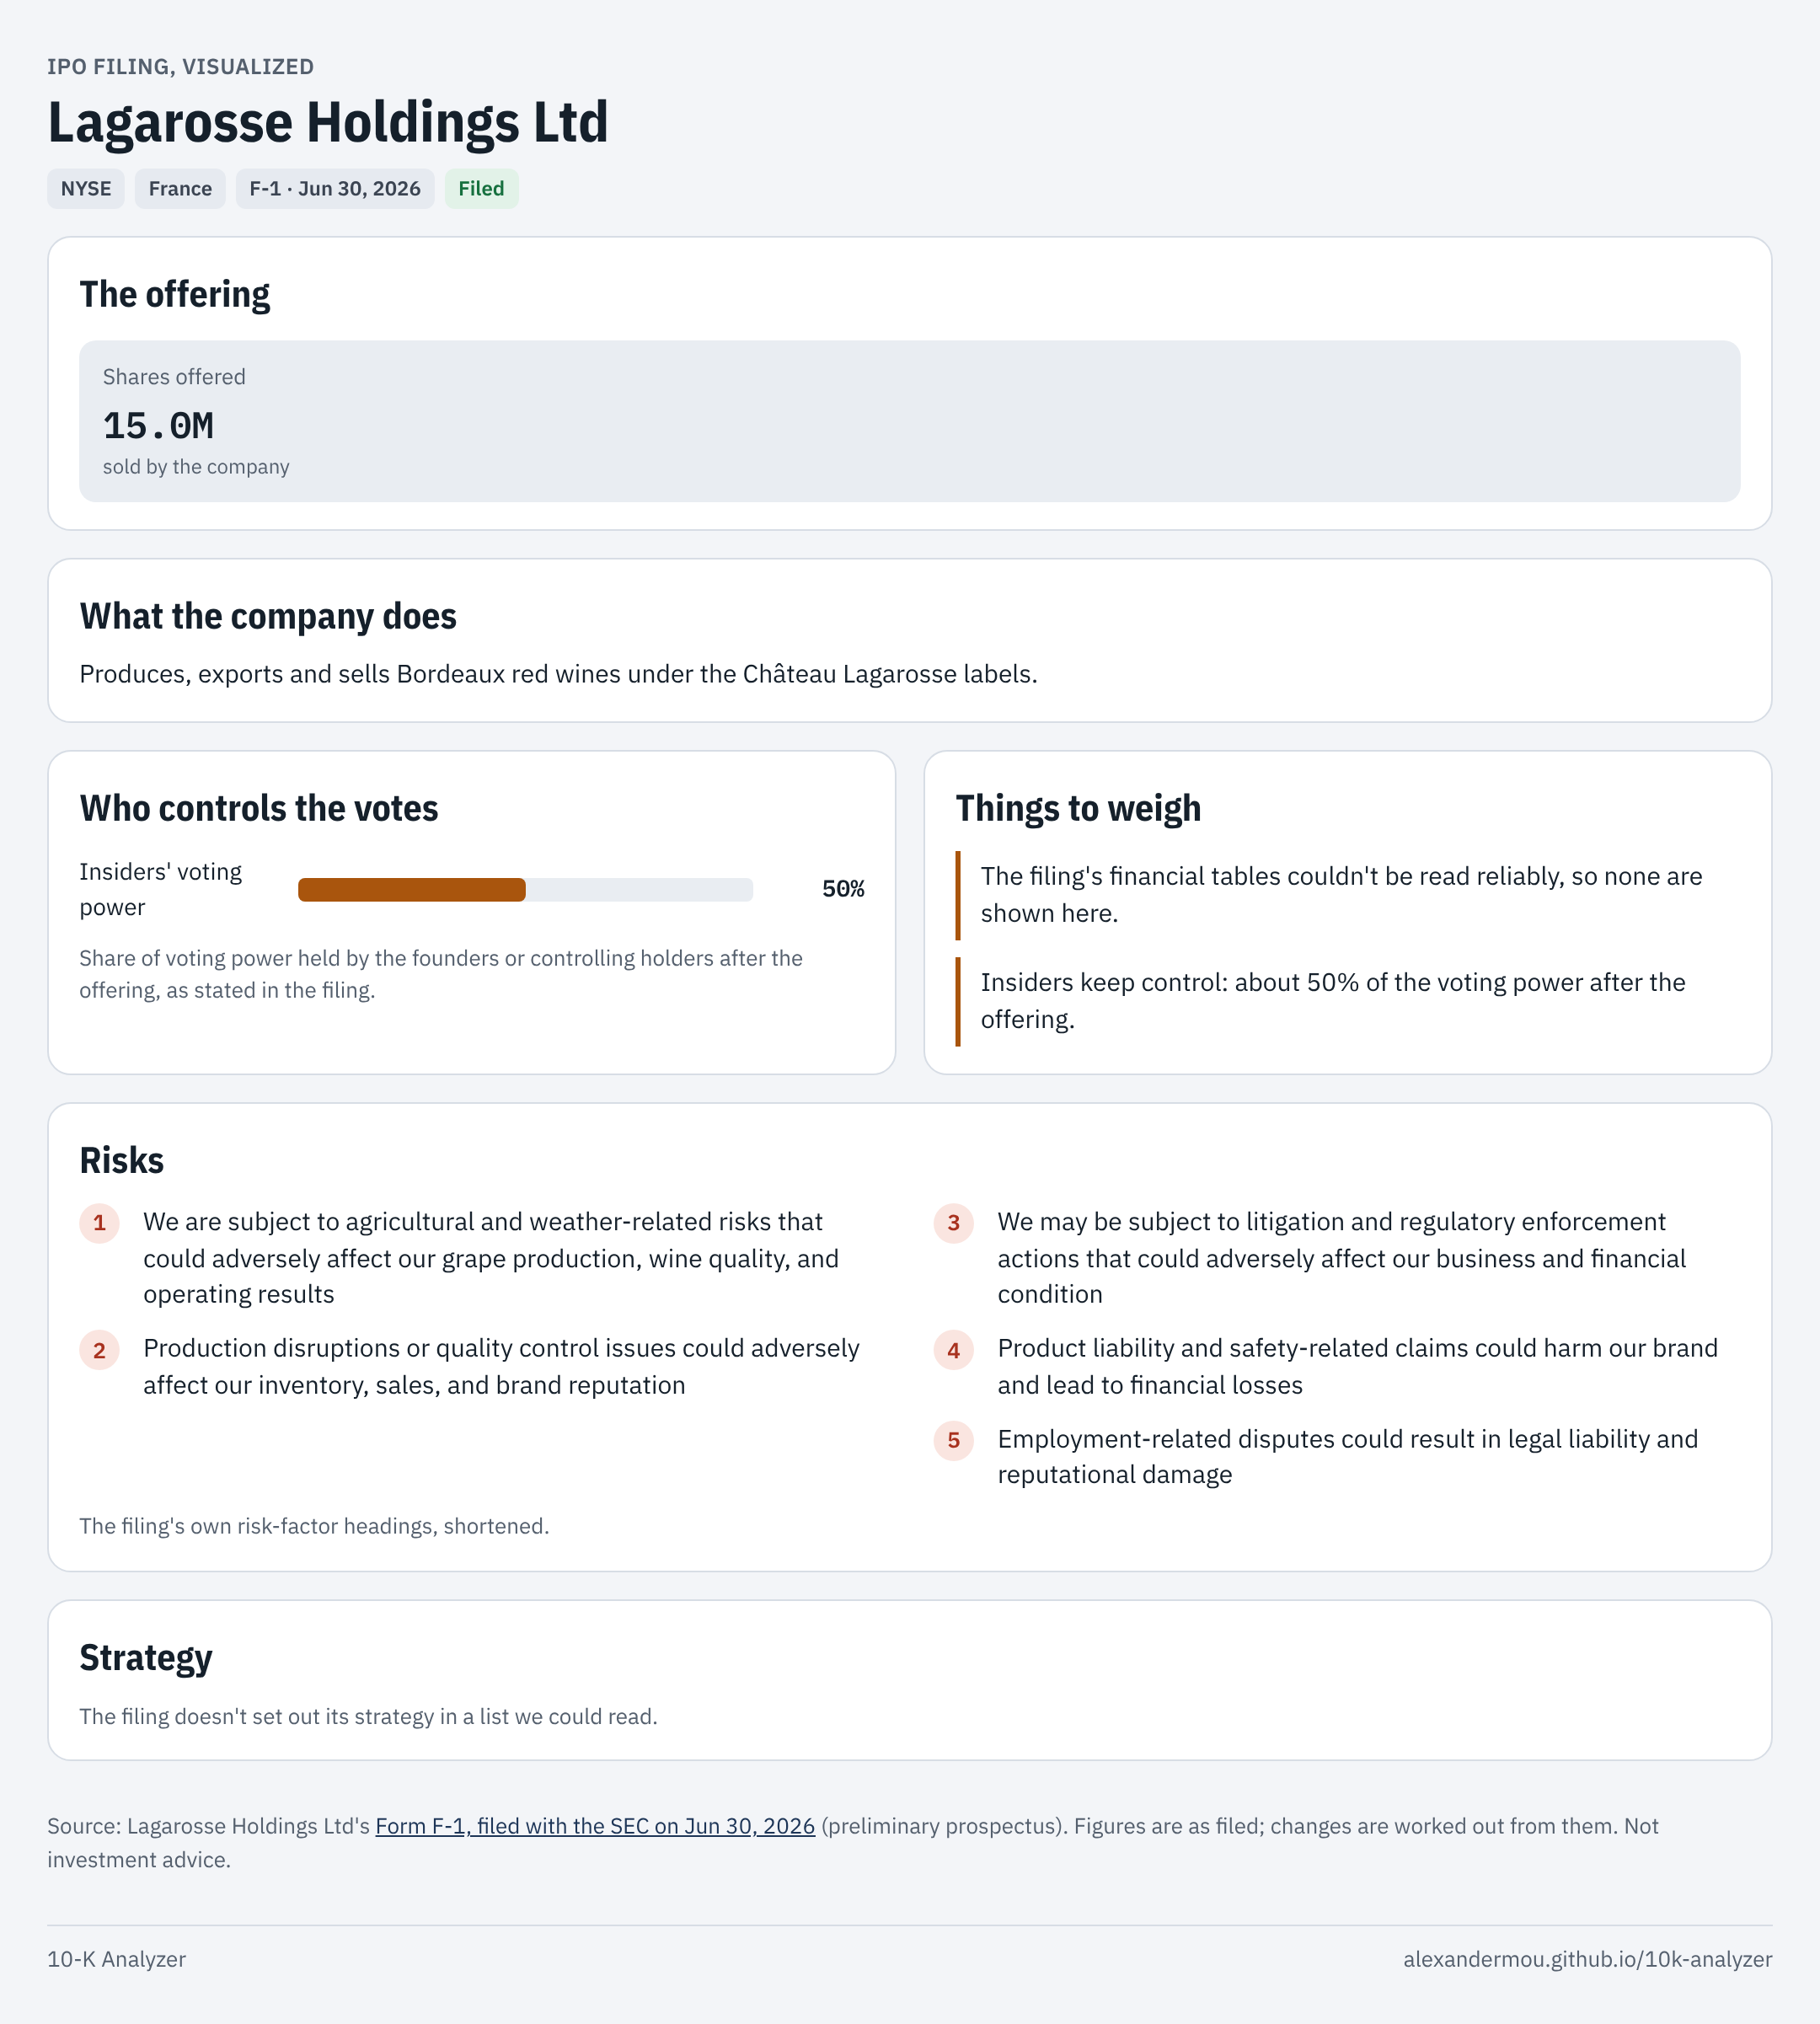 IPO FILING, VISUALIZED
Lagarosse Holdings Ltd
NYSE
France
F-1 · Jun 30, 2026
Filed
The offering
Shares offered
15.0M
sold by the company
What the company does
Produces, exports and sells Bordeaux red wines under the Château Lagarosse labels.
Who controls the votes
Insiders' voting
power
50%
Share of voting power held by the founders or controlling holders after the
offering, as stated in the filing.
Things to weigh
The filing's financial tables couldn't be read reliably, so none are
shown here.
Insiders keep control: about 50% of the voting power after the
offering.
Risks
1
We are subject to agricultural and weather-related risks that
could adversely affect our grape production, wine quality, and
operating results
2
Production disruptions or quality control issues could adversely
affect our inventory, sales, and brand reputation
3
We may be subject to litigation and regulatory enforcement
actions that could adversely affect our business and financial
condition
4
Product liability and safety-related claims could harm our brand
and lead to financial losses
5
Employment-related disputes could result in legal liability and
reputational damage
The filing's own risk-factor headings, shortened.
Strategy
The filing doesn't set out its strategy in a list we could read.
Source: Lagarosse Holdings Ltd's Form F-1, filed with the SEC on Jun 30, 2026 (preliminary prospectus). Figures are as filed; changes are worked out from them. Not
investment advice.
10-K Analyzer
alexandermou.github.io/10k-analyzer